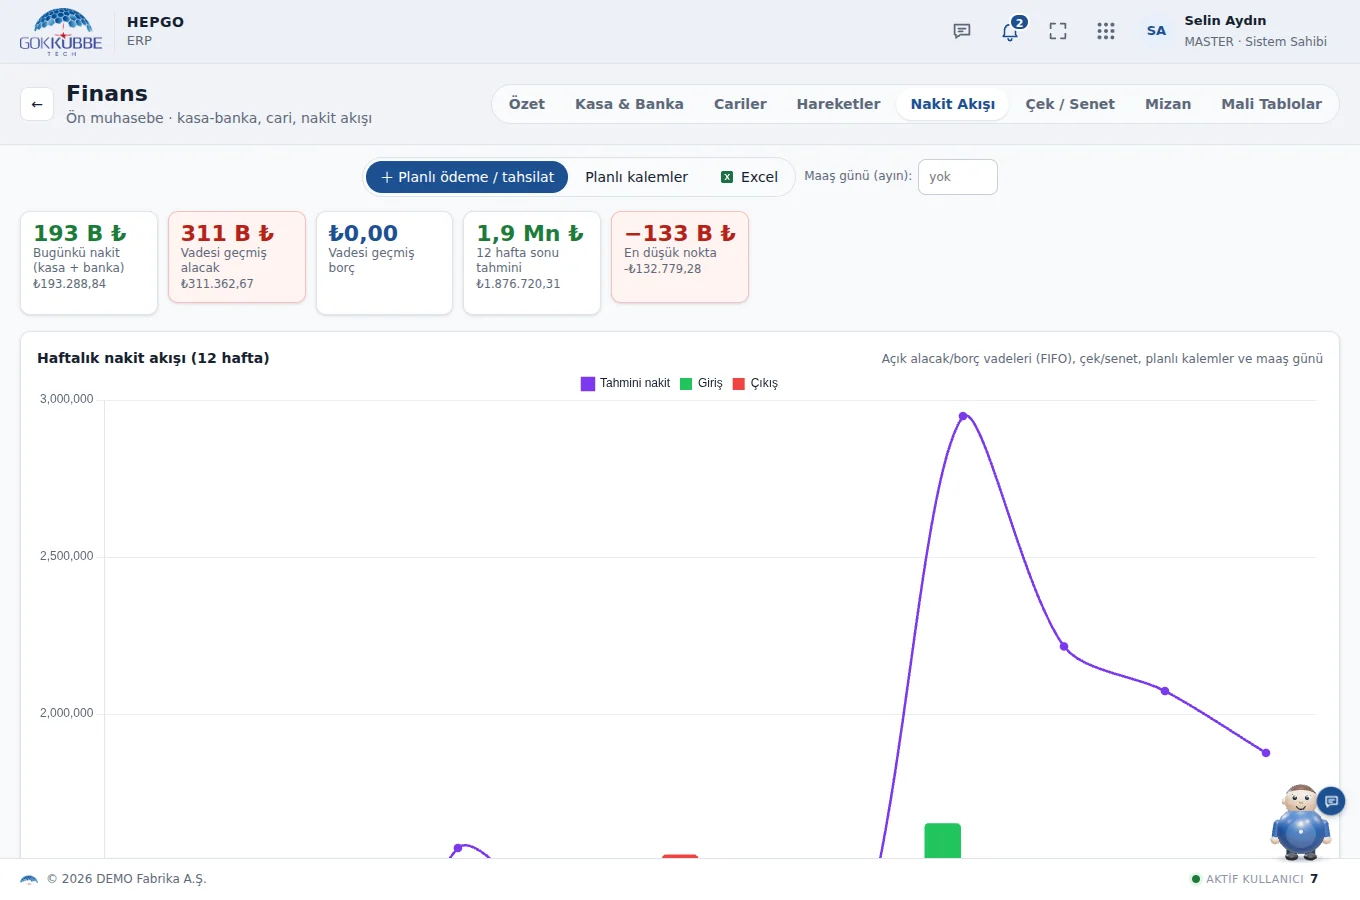 GÖKKUBBE
TECH
HEPGO
ERP
2
SA
Selin Aydın
MASTER · Sistem Sahibi
←
Finans
Ön muhasebe · kasa-banka, cari, nakit akışı
Özet
Kasa & Banka
Cariler
Hareketler
Nakit Akışı
Çek / Senet
Mizan
Mali Tablolar
+ Planlı ödeme / tahsilat
Planlı kalemler
X Excel
Maaş günü (ayın):
yok
193 B ₺
Bugünkü nakit
(kasa + banka)
₺193.288,84
311 B ₺
Vadesi geçmiş
alacak
₺311.362,67
₺0,00
Vadesi geçmiş
borç
1,9 Mn ₺
12 hafta sonu
tahmini
₺1.876.720,31
−133 B ₺
En düşük nokta
-₺132.779,28
Haftalık nakit akışı (12 hafta)
Açık alacak/borç vadeleri (FIFO), çek/senet, planlı kalemler ve maaş günü
Tahmini nakit
Giriş
Çıkış
3,000,000
2,500,000
2,000,000
© 2026 DEMO Fabrika A.Ş.
AKTİF KULLANICI 7